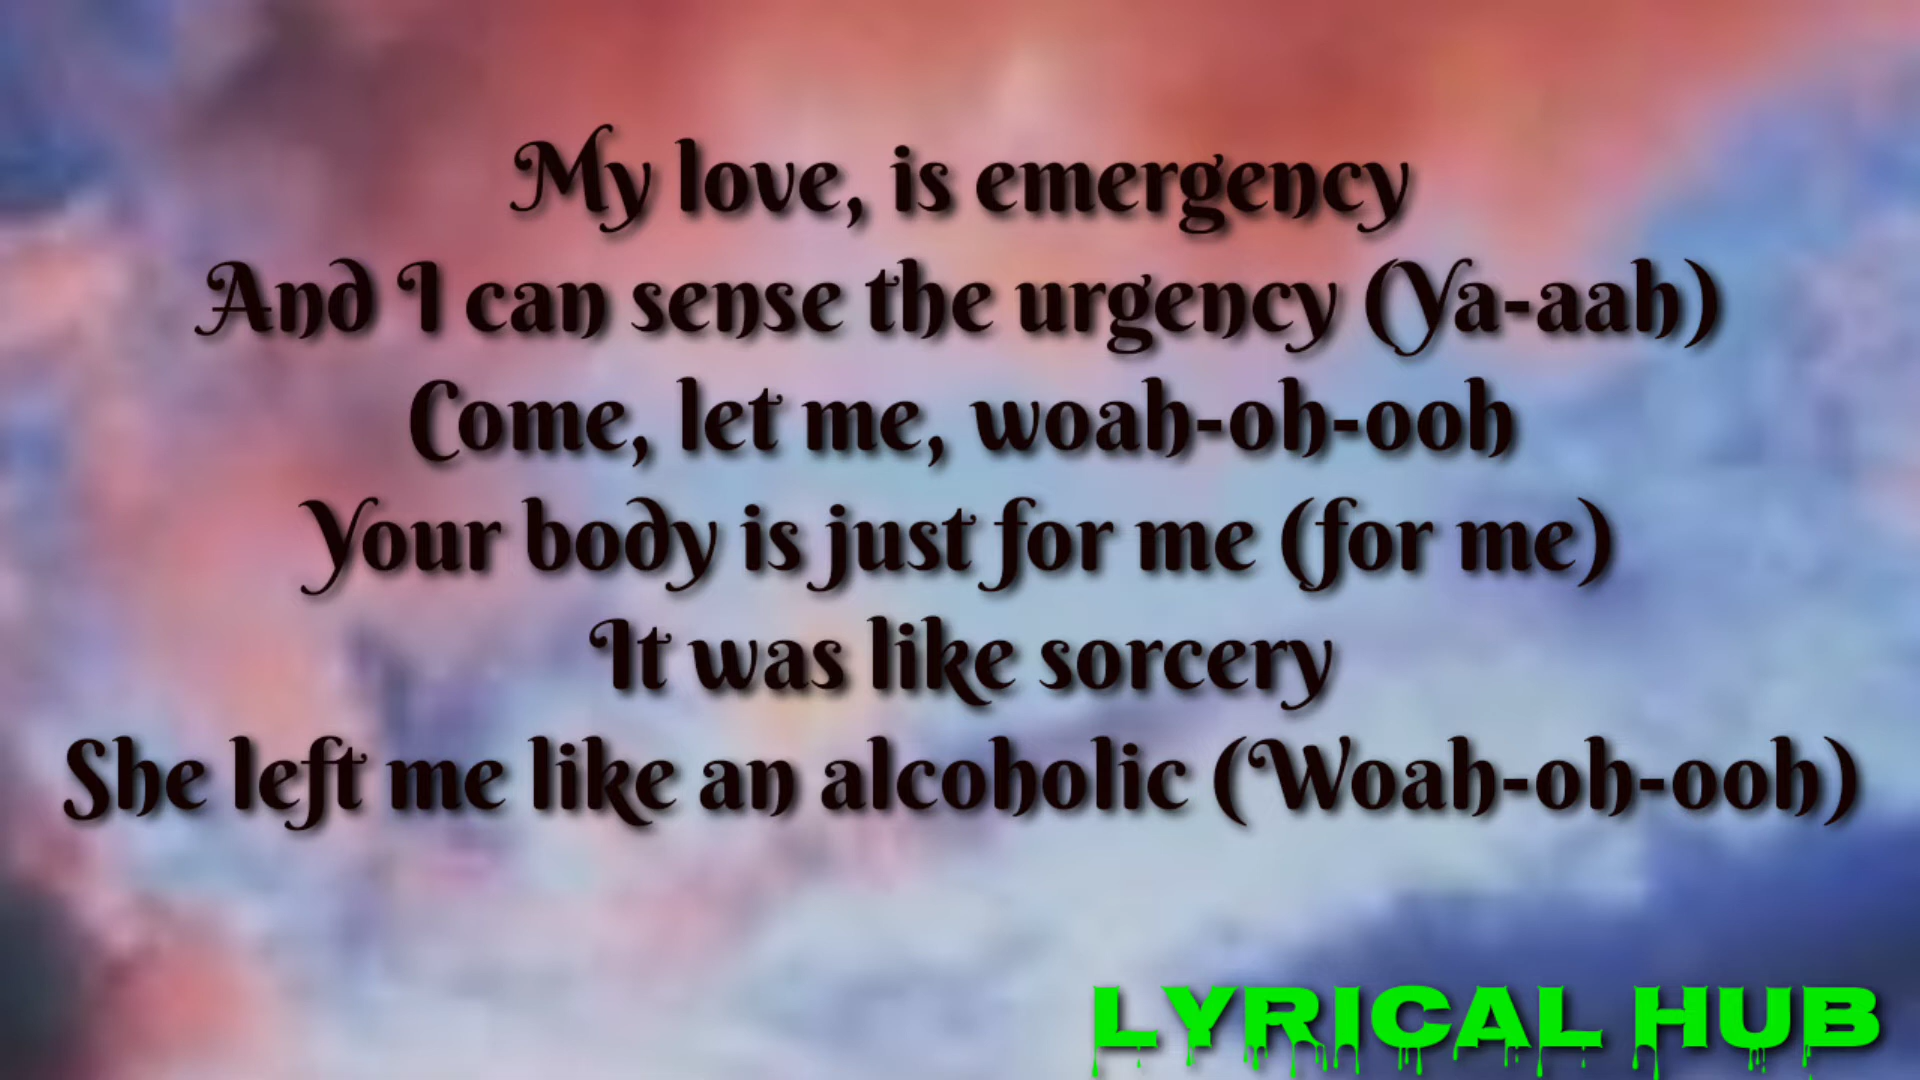 My love, is emergency
And I can sense the urgency (Ya-aah)
Come, let me, woah-oh-ooh
Your body is just for me (for me)
It was like sorcery
She left me like an alcoholic (Woah-oh-ooh)
LYRICAL HUB